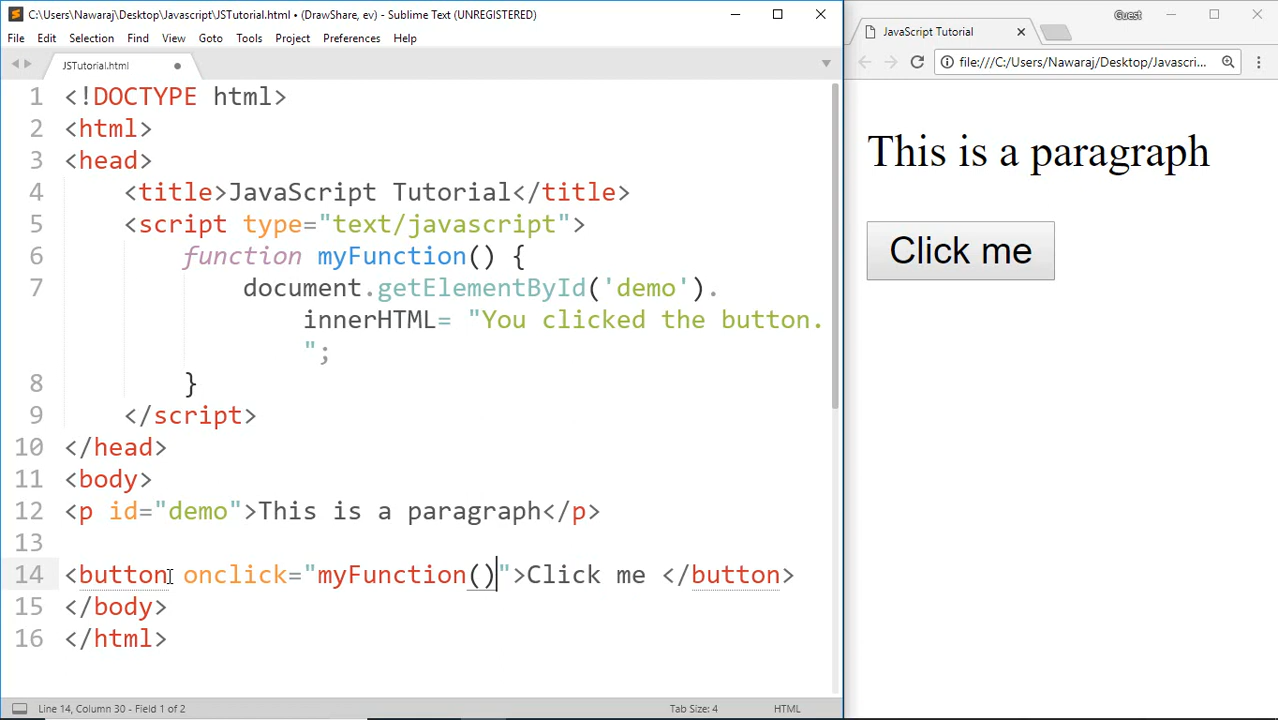 C:\Users\Nawaraj\Desktop\Javascript\JSTutorial.html • (DrawShare, ev) - Sublime Text (UNREGISTERED)
File Edit Selection Find View Goto Tools Project Preferences Help
JSTutorial.html
1 <!DOCTYPE html>
2 <html>
3 <head>
4 <title>JavaScript Tutorial</title>
5 <script type="text/javascript">
6 function myFunction() {
7 document.getElementById('demo').
innerHTML= "You clicked the button.
";
8 }
9 </script>
10 </head>
11 <body>
12 <p id="demo">This is a paragraph</p>
13
14 <button onclick="myFunction()">Click me </button>
15 </body>
16 </html>
Line 14, Column 30 - Field 1 of 2
Tab Size: 4
HTML
Guest
JavaScript Tutorial
file:///C:/Users/Nawaraj/Desktop/Javascri...
This is a paragraph
Click me